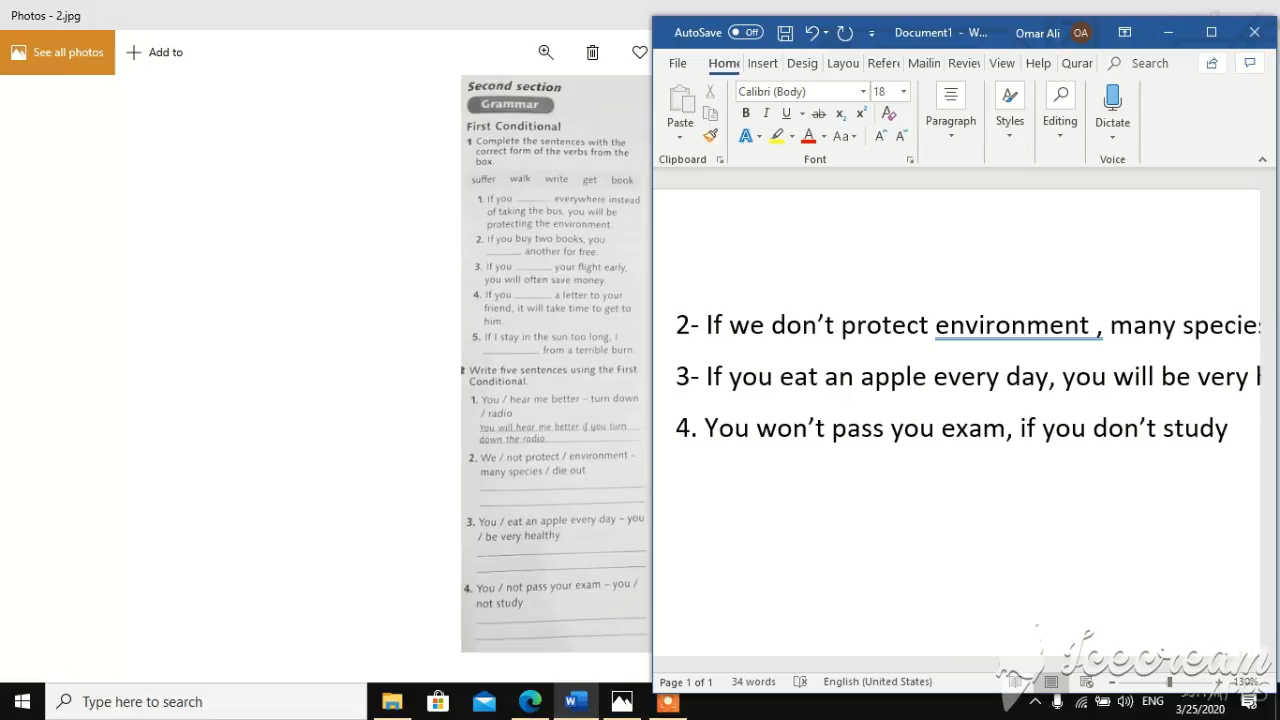 Photos - 2.jpg
See all photos
Add to
Second section
Grammar
First Conditional
1 Complete the sentences with the
correct form of the verbs from the
box.
suffer walk write get book
1. If you ________ everywhere instead
of taking the bus, you will be
protecting the environment.
2. If you buy two books, you
________ another for free.
3. If you ________ your flight early,
you will often save money.
4. If you ________ a letter to your
friend, it will take time to get to
him.
5. If I stay in the sun too long, I
________ from a terrible burn.
2 Write five sentences using the First
Conditional.
1. You / hear me better – turn down
/ radio
You will hear me better if you turn
down the radio.
2. We / not protect / environment –
many species / die out
3. You / eat an apple every day – you
/ be very healthy
4. You / not pass your exam – you /
not study
AutoSave Off Document1 - W... Omar Ali OA
File Home Insert Desig Layou Refere Mailin Review View Help Quran Search
Paste
Calibri (Body) 18
B I U ab x₂ x²
A A Aa A A
Paragraph
Styles
Editing
Dictate
Clipboard Font Voice
2- If we don’t protect environment , many species
3- If you eat an apple every day, you will be very h
4. You won’t pass you exam, if you don’t study
Page 1 of 1 34 words English (United States) 130%
Icecream
APPS
Type here to search
ENG
3/25/2020